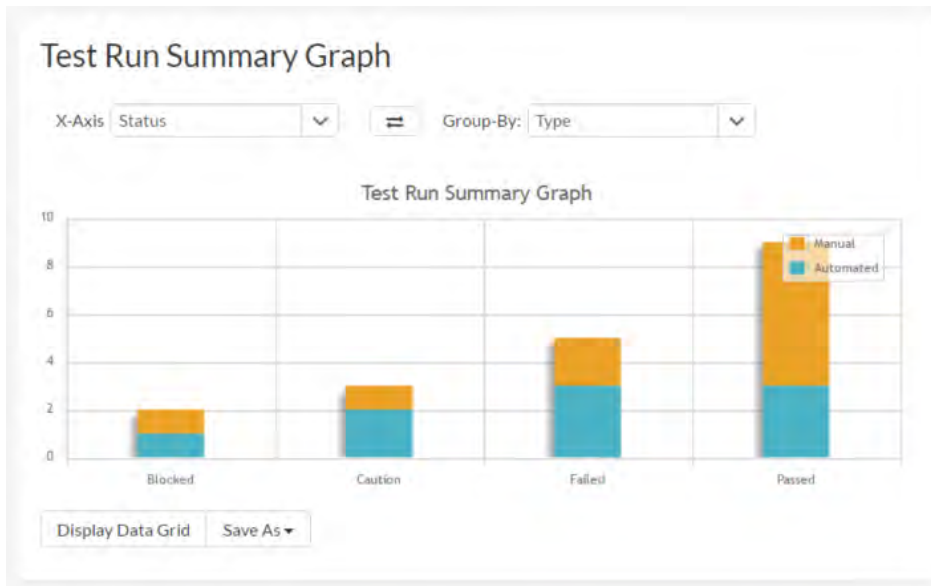 Test Run Summary Graph
X-Axis Status Group-By: Type
Test Run Summary Graph
10
Manual
8
Automated
6
4
2
0
Blocked Caution Failed Passed
Display Data Grid Save As